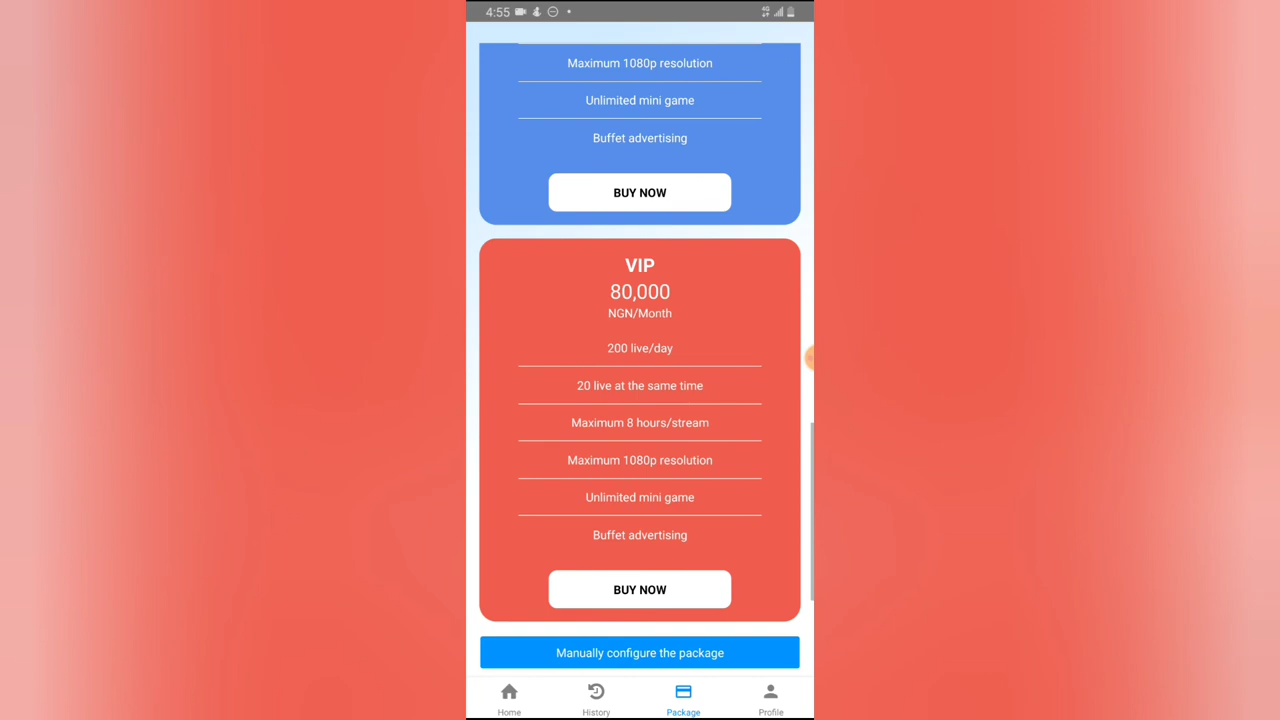 4:55
4G
Maximum 1080p resolution
Unlimited mini game
Buffet advertising
BUY NOW
VIP
80,000
NGN/Month
200 live/day
20 live at the same time
Maximum 8 hours/stream
Maximum 1080p resolution
Unlimited mini game
Buffet advertising
BUY NOW
Manually configure the package
Home
History
Package
Profile